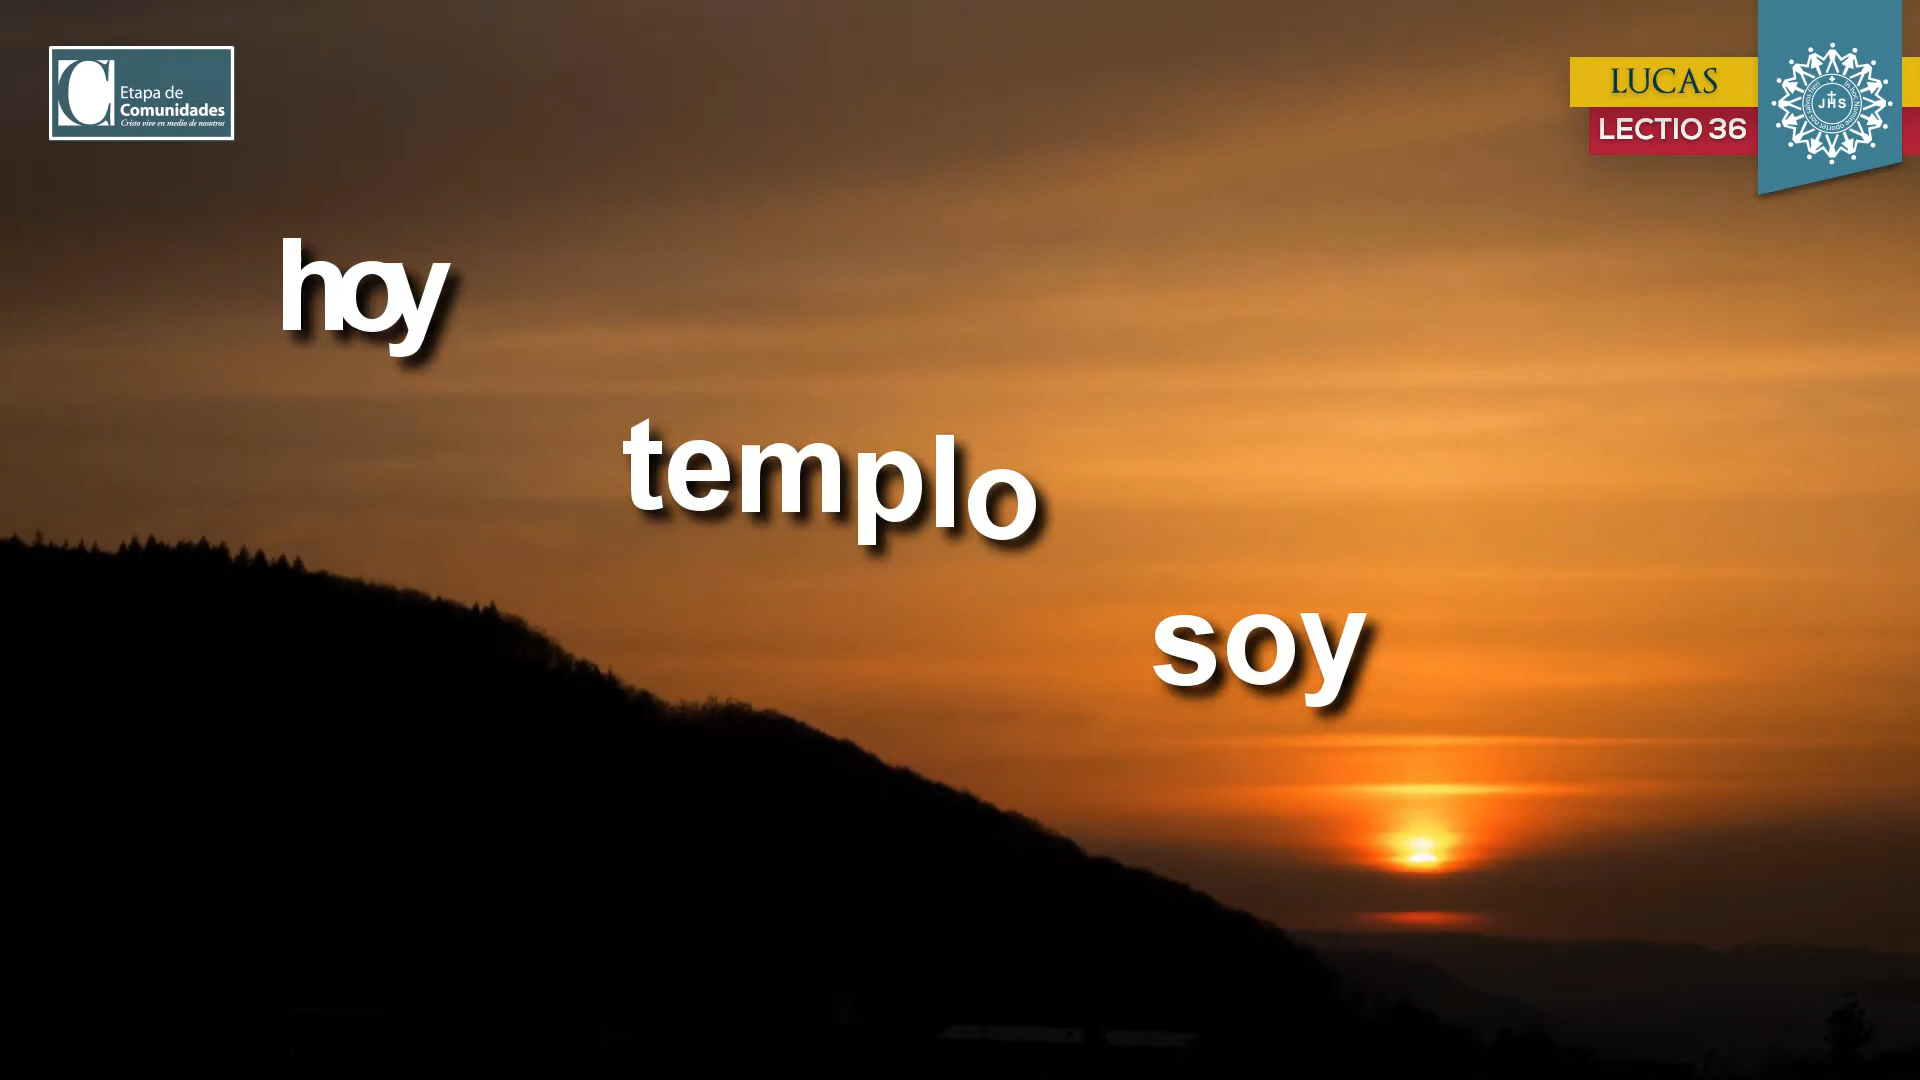 Etapa de
Comunidades
Cristo vive en medio de nosotros
LUCAS
LECTIO 36
JHS
hoy
templo
soy